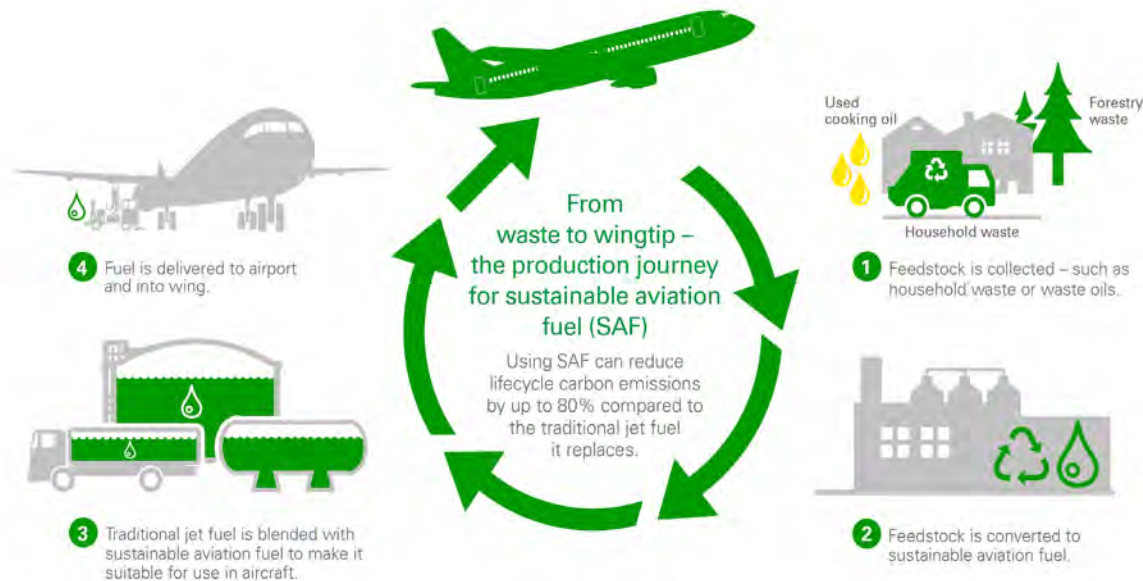 From
waste to wingtip –
the production journey
for sustainable aviation
fuel (SAF)
Using SAF can reduce
lifecycle carbon emissions
by up to 80% compared to
the traditional jet fuel
it replaces.
Used
cooking oil
Forestry
waste
Household waste
1 Feedstock is collected – such as
household waste or waste oils.
2 Feedstock is converted to
sustainable aviation fuel.
3 Traditional jet fuel is blended with
sustainable aviation fuel to make it
suitable for use in aircraft.
4 Fuel is delivered to airport
and into wing.